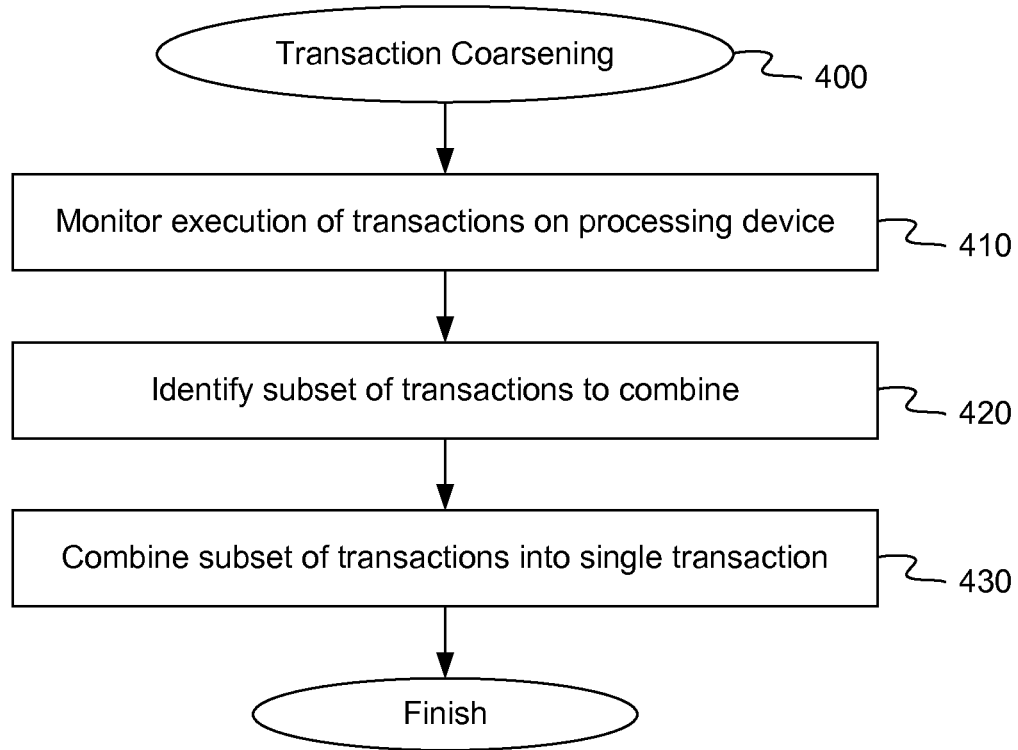 Transaction Coarsening
400
Monitor execution of transactions on processing device
410
Identify subset of transactions to combine
420
Combine subset of transactions into single transaction
430
Finish